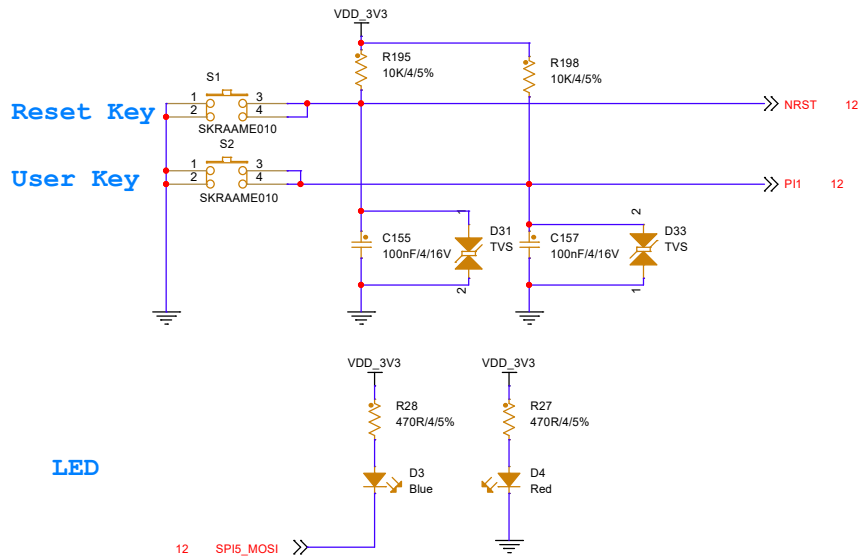 VDD_3V3
R195
10K/4/5%
R198
10K/4/5%
S1
1 3
2 4
SKRAAME010
Reset Key
NRST 12
S2
1 3
2 4
SKRAAME010
User Key
PI1 12
1
C155
100nF/4/16V
D31
TVS
2
2
C157
100nF/4/16V
D33
TVS
1
VDD_3V3
VDD_3V3
R28
470R/4/5%
R27
470R/4/5%
LED
D3
Blue
D4
Red
12 SPI5_MOSI